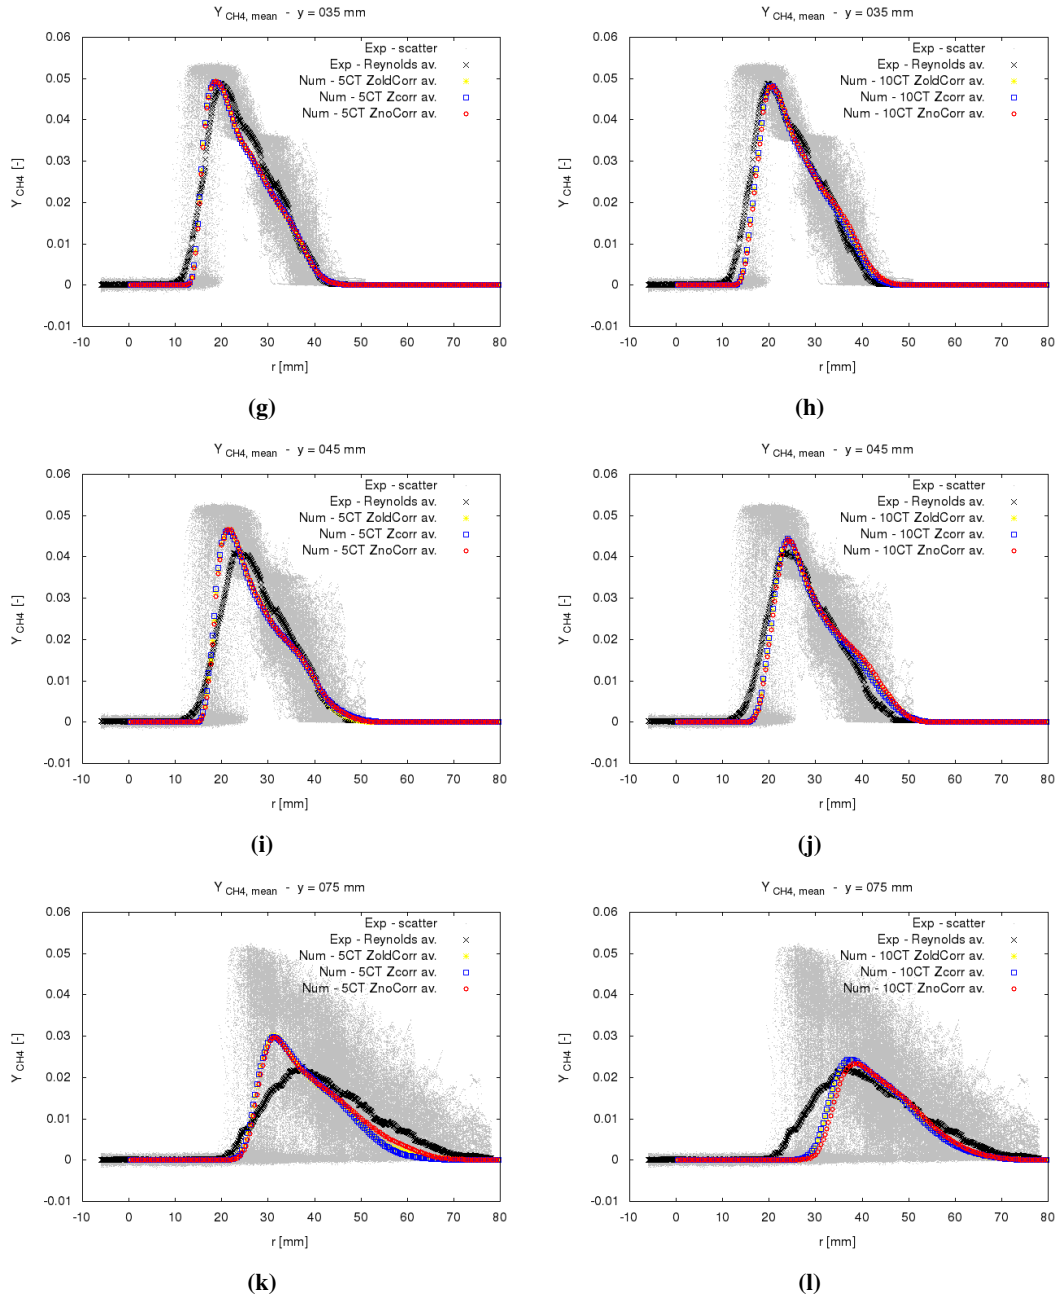 Y CH4, mean - y = 035 mm
Exp - scatter
Exp - Reynolds av.
Num - 5CT ZoldCorr av.
Num - 5CT Zcorr av.
Num - 5CT ZnoCorr av.
0.06
0.05
0.04
0.03
0.02
0.01
0
-0.01
Y CH4 [-]
-10 0 10 20 30 40 50 60 70 80
r [mm]
(g)
Y CH4, mean - y = 035 mm
Exp - scatter
Exp - Reynolds av.
Num - 10CT ZoldCorr av.
Num - 10CT Zcorr av.
Num - 10CT ZnoCorr av.
0.06
0.05
0.04
0.03
0.02
0.01
0
-0.01
Y CH4 [-]
-10 0 10 20 30 40 50 60 70 80
r [mm]
(h)
Y CH4, mean - y = 045 mm
Exp - scatter
Exp - Reynolds av.
Num - 5CT ZoldCorr av.
Num - 5CT Zcorr av.
Num - 5CT ZnoCorr av.
0.06
0.05
0.04
0.03
0.02
0.01
0
-0.01
Y CH4 [-]
-10 0 10 20 30 40 50 60 70 80
r [mm]
(i)
Y CH4, mean - y = 045 mm
Exp - scatter
Exp - Reynolds av.
Num - 10CT ZoldCorr av.
Num - 10CT Zcorr av.
Num - 10CT ZnoCorr av.
0.06
0.05
0.04
0.03
0.02
0.01
0
-0.01
Y CH4 [-]
-10 0 10 20 30 40 50 60 70 80
r [mm]
(j)
Y CH4, mean - y = 075 mm
Exp - scatter
Exp - Reynolds av.
Num - 5CT ZoldCorr av.
Num - 5CT Zcorr av.
Num - 5CT ZnoCorr av.
0.06
0.05
0.04
0.03
0.02
0.01
0
-0.01
Y CH4 [-]
-10 0 10 20 30 40 50 60 70 80
r [mm]
(k)
Y CH4, mean - y = 075 mm
Exp - scatter
Exp - Reynolds av.
Num - 10CT ZoldCorr av.
Num - 10CT Zcorr av.
Num - 10CT ZnoCorr av.
0.06
0.05
0.04
0.03
0.02
0.01
0
-0.01
Y CH4 [-]
-10 0 10 20 30 40 50 60 70 80
r [mm]
(l)